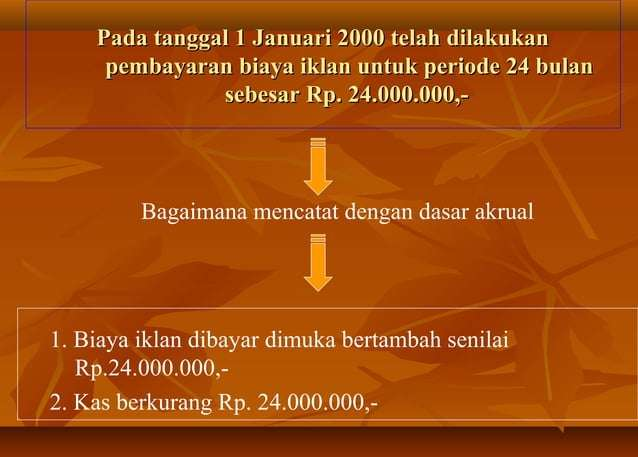 Pada tanggal 1 Januari 2000 telah dilakukan
pembayaran biaya iklan untuk periode 24 bulan
sebesar Rp. 24.000.000,-
Bagaimana mencatat dengan dasar akrual
1. Biaya iklan dibayar dimuka bertambah senilai
Rp.24.000.000,-
2. Kas berkurang Rp. 24.000.000,-